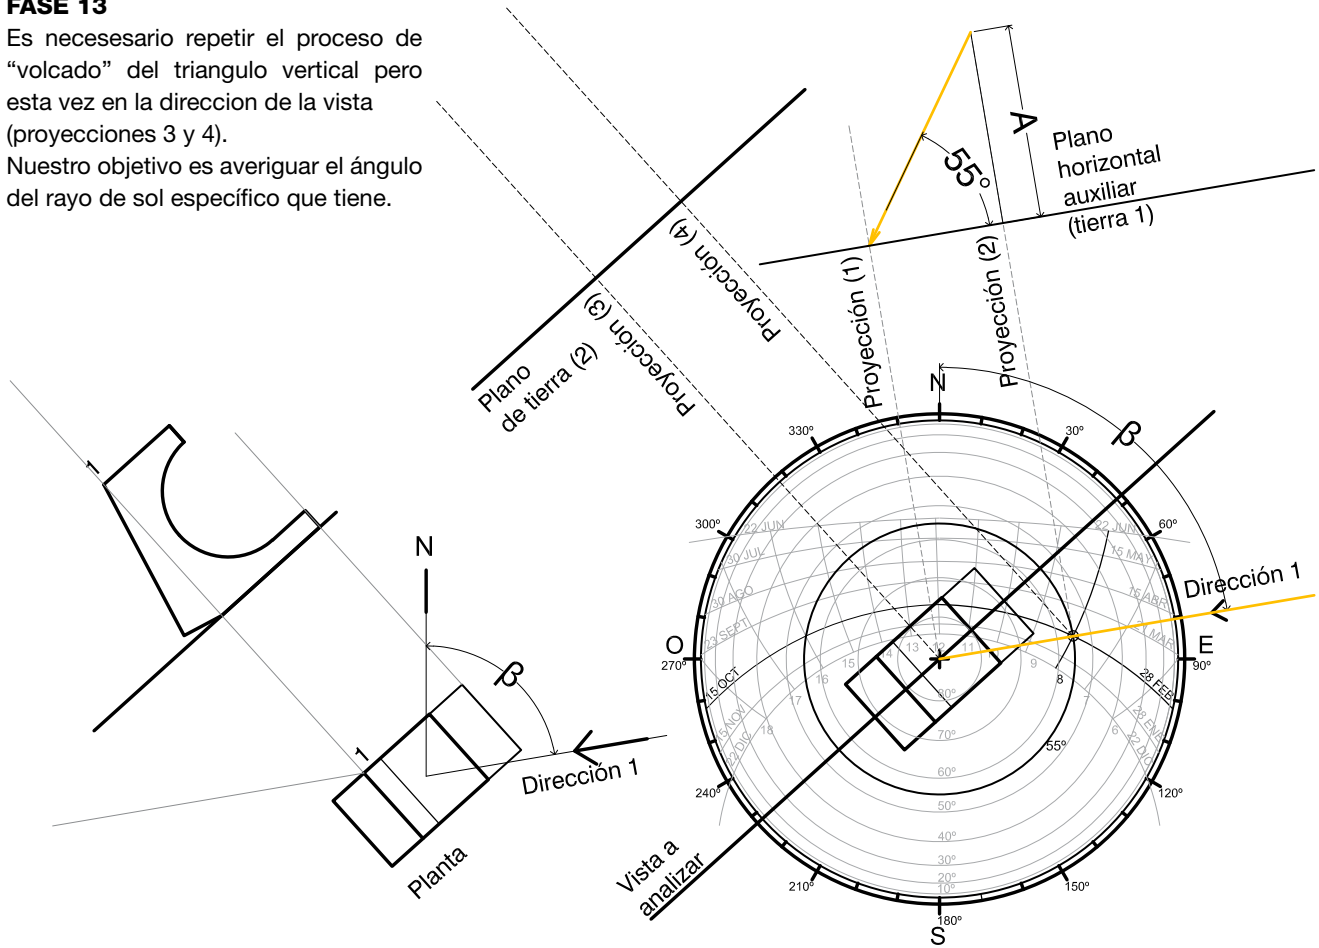 FASE 13
Es necesesario repetir el proceso de
“volcado” del triangulo vertical pero
esta vez en la direccion de la vista
(proyecciones 3 y 4).
Nuestro objetivo es averiguar el ángulo
del rayo de sol específico que tiene.
A
55°
Plano
horizontal
auxiliar
(tierra 1)
Proyección (1)
Proyección (2)
Proyección (3)
Proyección (4)
Plano
de tierra (2)
1
N
β
1
Dirección 1
Planta
N
β
Dirección 1
330º
30º
300º
60º
O
270º
E
90º
240º
120º
210º
150º
180º
S
22 JUN
30 JUL
30 AGO
23 SEPT
15 OCT
15 NOV
22 DIC
22 JUN
15 MAY
15 ABR
MAR
28 FEB
28 ENE
22 DIC
18
17
16
15
14
13
12
11
9
8
7
6
80º
70º
60º
55º
50º
40º
30º
20º
10º
Vista a
analizar